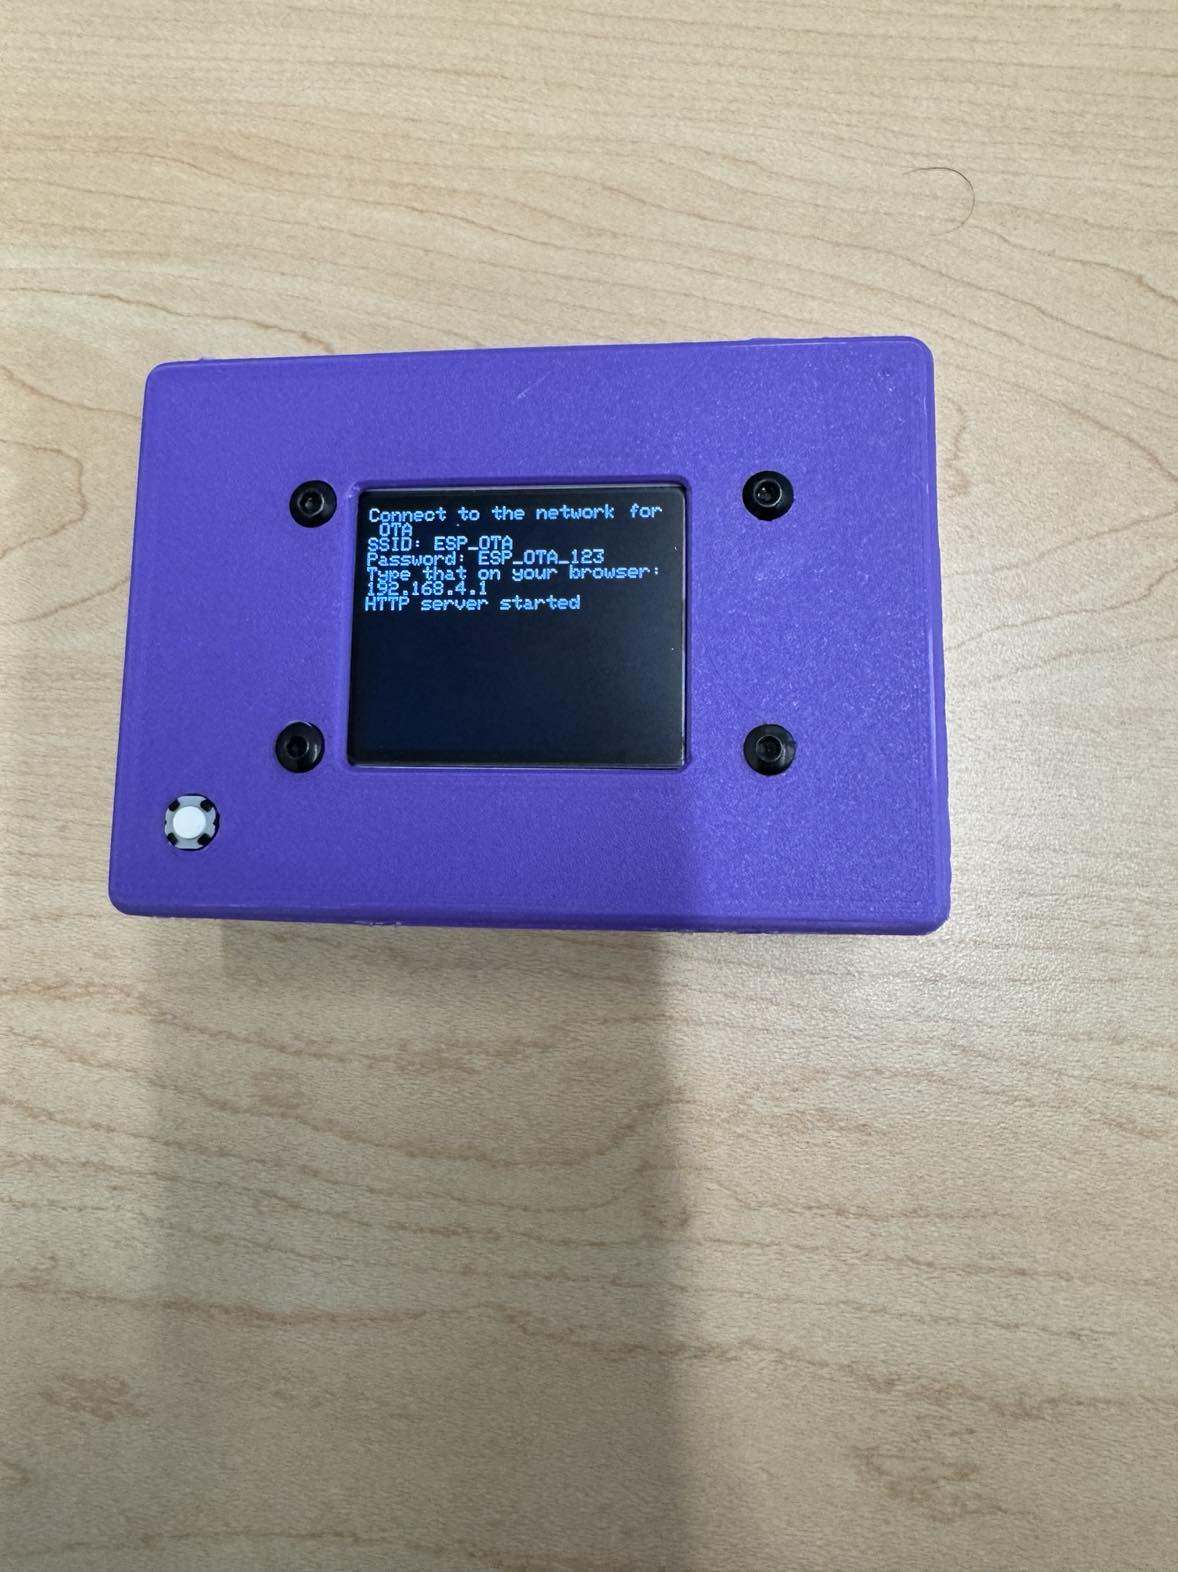 Connect to the network for
OTA
SSID: ESP_OTA
Password: ESP_OTA_123
Type that on your browser:
192.168.4.1
HTTP server started